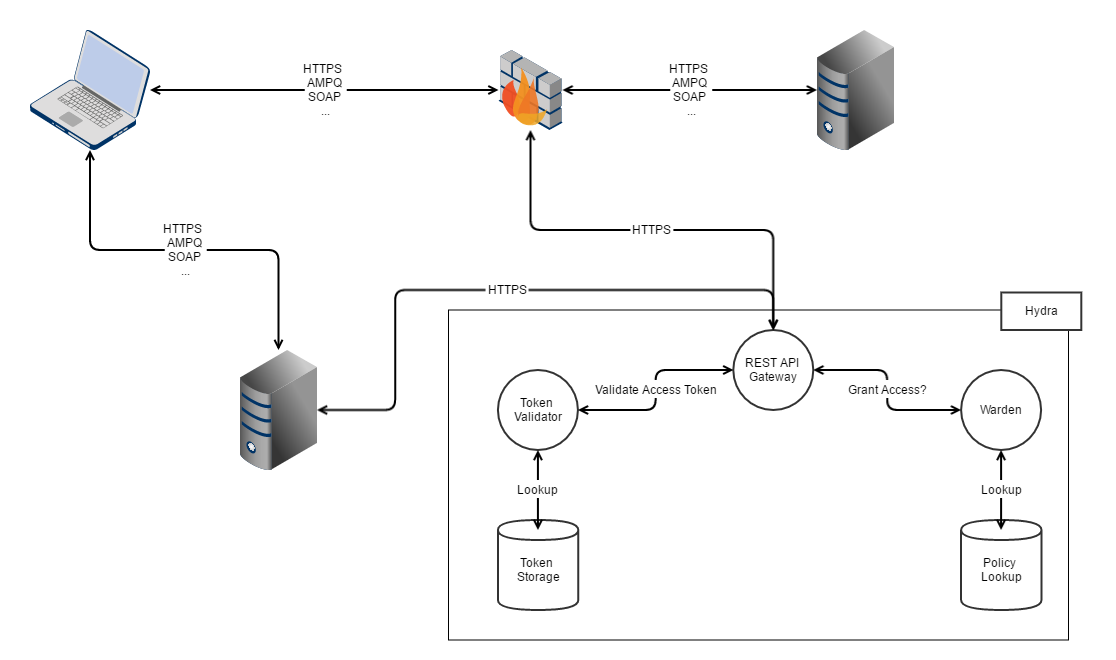 HTTPS
AMPQ
SOAP
...
HTTPS
AMPQ
SOAP
...
HTTPS
AMPQ
SOAP
...
HTTPS
HTTPS
Hydra
REST API
Gateway
Validate Access Token
Grant Access?
Token
Validator
Warden
Lookup
Lookup
Token
Storage
Policy
Lookup